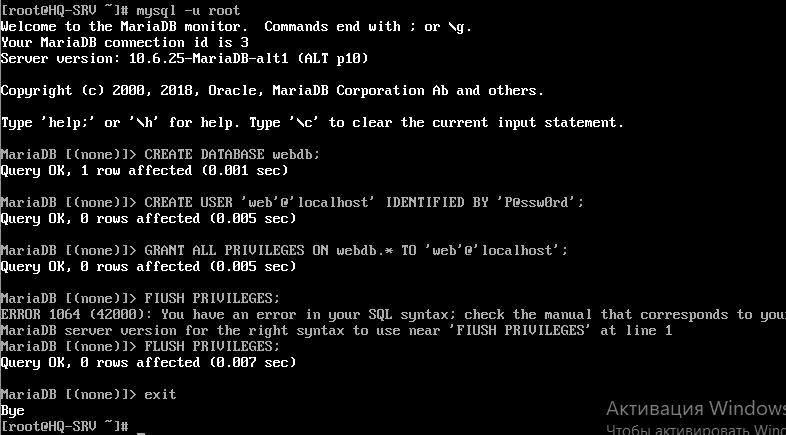 [root@HQ-SRV ~]# mysql -u root
Welcome to the MariaDB monitor.  Commands end with ; or \g.
Your MariaDB connection id is 3
Server version: 10.6.25-MariaDB-alt1 (ALT p10)
Copyright (c) 2000, 2018, Oracle, MariaDB Corporation Ab and others.
Type 'help;' or '\h' for help. Type '\c' to clear the current input statement.
MariaDB [(none)]> CREATE DATABASE webdb;
Query OK, 1 row affected (0.001 sec)
MariaDB [(none)]> CREATE USER 'web'@'localhost' IDENTIFIED BY 'P@ssw0rd';
Query OK, 0 rows affected (0.005 sec)
MariaDB [(none)]> GRANT ALL PRIVILEGES ON webdb.* TO 'web'@'localhost';
Query OK, 0 rows affected (0.005 sec)
MariaDB [(none)]> FIUSH PRIVILEGES;
ERROR 1064 (42000): You have an error in your SQL syntax; check the manual that corresponds to you
MariaDB server version for the right syntax to use near 'FIUSH PRIVILEGES' at line 1
MariaDB [(none)]> FLUSH PRIVILEGES;
Query OK, 0 rows affected (0.007 sec)
MariaDB [(none)]> exit
Bye
[root@HQ-SRV ~]# _
Активация Windows
Чтобы активировать Wind